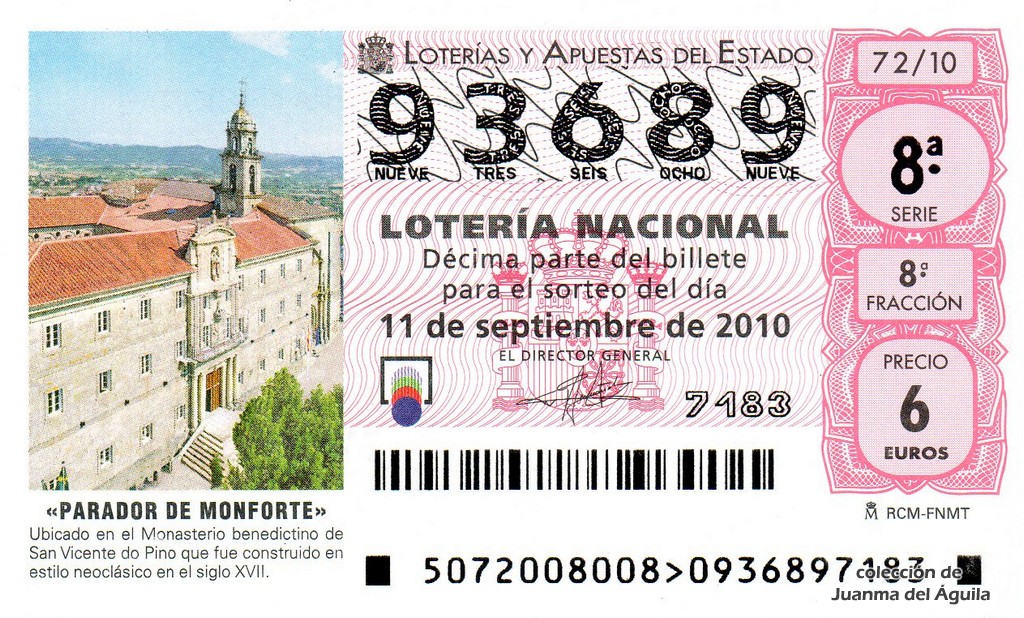 LOTERÍAS Y APUESTAS DEL ESTADO
93689
NUEVE TRES SEIS OCHO NUEVE
LOTERÍA NACIONAL
Décima parte del billete
para el sorteo del día
11 de septiembre de 2010
EL DIRECTOR GENERAL
7183
72/10
8ª
SERIE
8ª
FRACCIÓN
PRECIO
6
EUROS
RCM-FNMT
«PARADOR DE MONFORTE»
Ubicado en el Monasterio benedictino de
San Vicente do Pino que fue construido en
estilo neoclásico en el siglo XVII.
5072008008>0936897183
colección de
Juanma del Águila